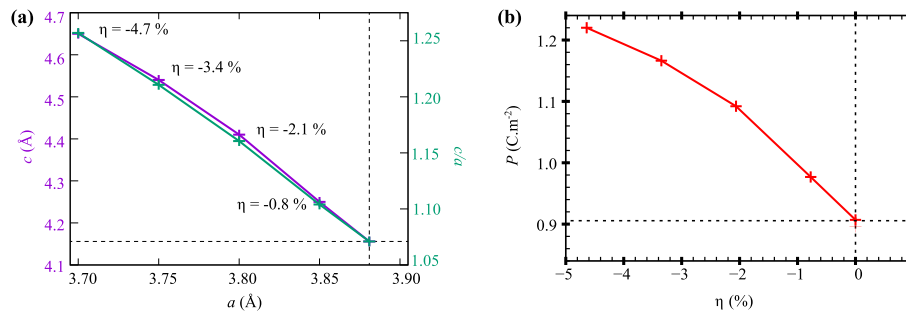 (a)
4.7
4.6
4.5
4.4
4.3
4.2
4.1
c (Å)
η = -4.7 %
η = -3.4 %
η = -2.1 %
η = -0.8 %
1.25
1.20
1.15
1.10
1.05
c/a
3.70 3.75 3.80 3.85 3.90
a (Å)
(b)
1.2
1.1
1.0
0.9
P (C.m-2)
−5 −4 −3 −2 −1 0
η (%)